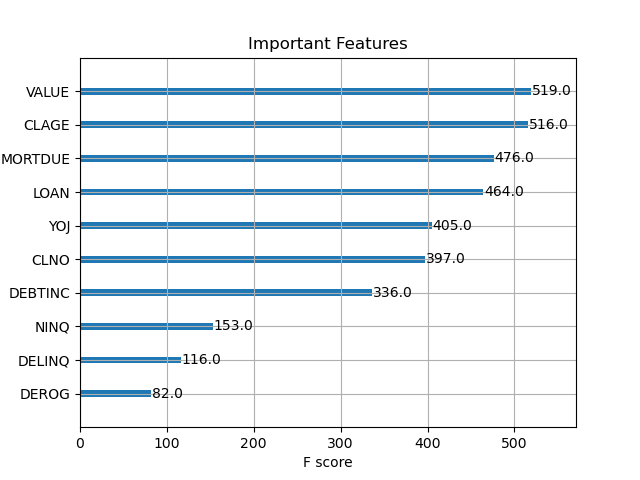 Important Features
VALUE 519.0
CLAGE 516.0
MORTDUE 476.0
LOAN 464.0
YOJ 405.0
CLNO 397.0
DEBTINC 336.0
NINQ 153.0
DELINQ 116.0
DEROG 82.0
0 100 200 300 400 500
F score